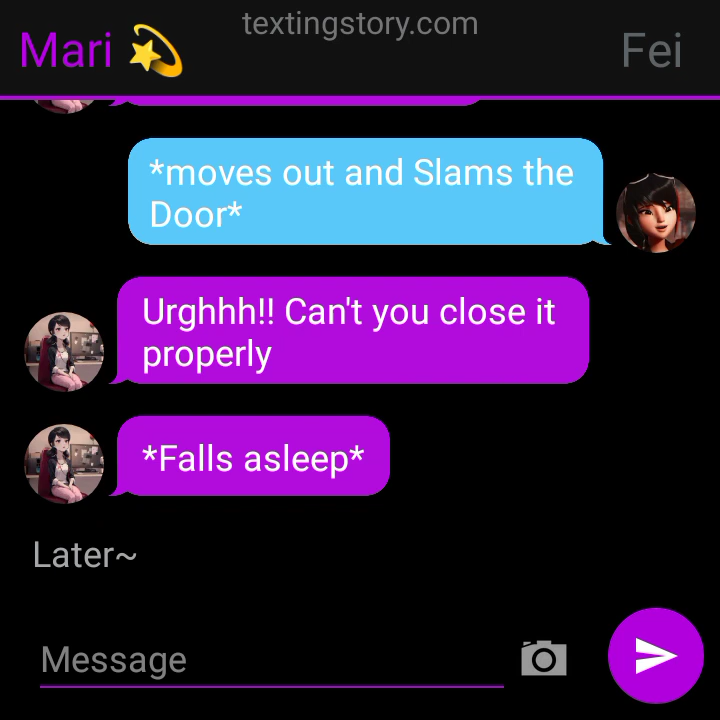 textingstory.com
Mari 💫
Fei
*moves out and Slams the
Door*
Urghhh!! Can't you close it
properly
*Falls asleep*
Later~
Message